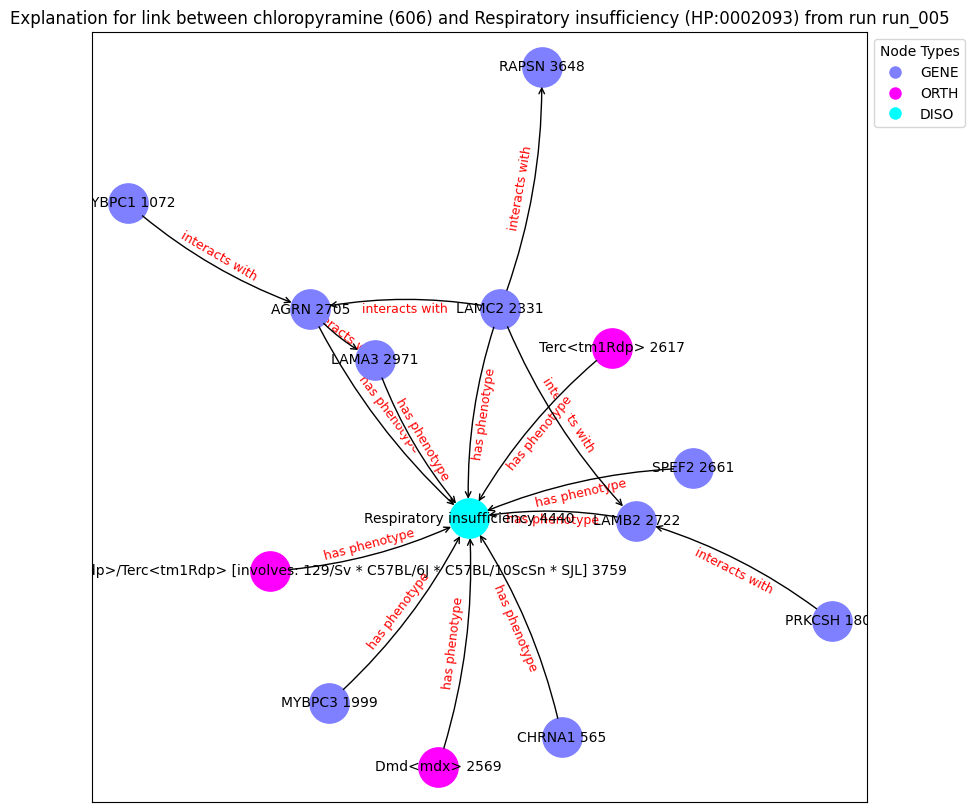 Explanation for link between chloropyramine (606) and Respiratory insufficiency (HP:0002093) from run run_005
Node Types
GENE
ORTH
DISO
RAPSN 3648
interacts with
YBPC1 1072
interacts with
AGRN 2705
interacts with
LAMC2 2331
LAMA3 2971
Terc<tm1Rdp> 2617
has phenotype
has phenotype
has phenotype
has phenotype
SPEF2 2661
has phenotype
Respiratory insufficiency 4440
has phenotype
LAMB2 2722
has phenotype
dp>/Terc<tm1Rdp> [involves: 129/Sv * C57BL/6J * C57BL/10ScSn * SJL] 3759
interacts with
has phenotype
has phenotype
has phenotype
PRKCSH 180
MYBPC3 1999
CHRNA1 565
Dmd<mdx> 2569